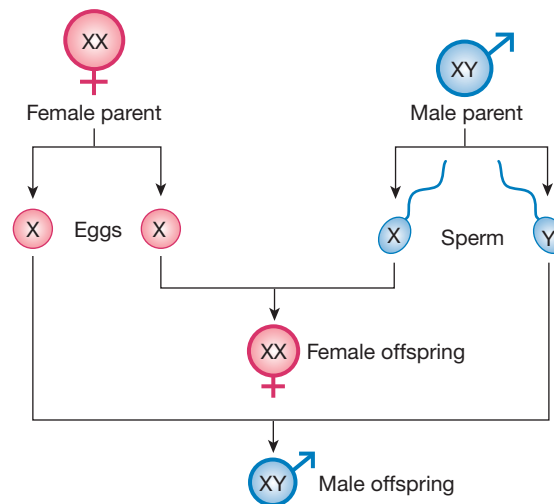 XX
XY
Female parent
Male parent
X
Eggs
X
X
Sperm
Y
XX
Female offspring
XY
Male offspring